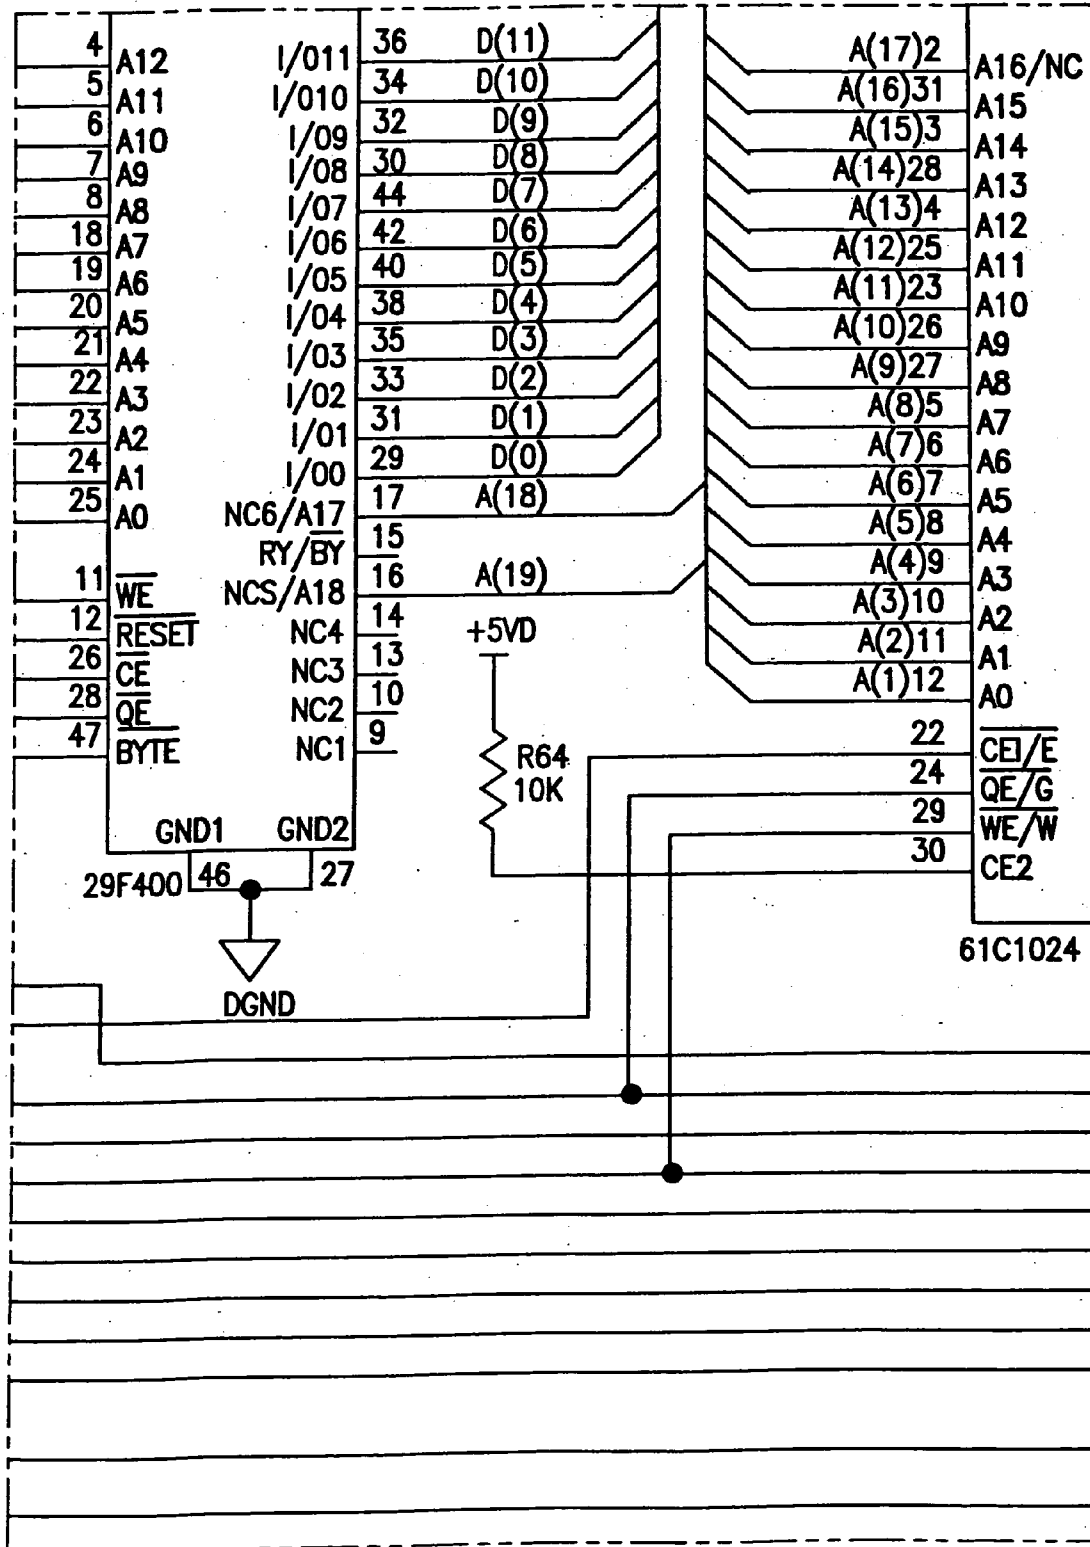 4 A12 I/011 36 D(11) A(17)2 A16/NC
5 A11 I/010 34 D(10) A(16)31 A15
6 A10 I/09 32 D(9) A(15)3 A14
7 A9 I/08 30 D(8) A(14)28 A13
8 A8 I/07 44 D(7) A(13)4 A12
18 A7 I/06 42 D(6) A(12)25 A11
19 A6 I/05 40 D(5) A(11)23 A10
20 A5 I/04 38 D(4) A(10)26 A9
21 A4 I/03 35 D(3) A(9)27 A8
22 A3 I/02 33 D(2) A(8)5 A7
23 A2 I/01 31 D(1) A(7)6 A6
24 A1 I/00 29 D(0) A(6)7 A5
25 A0 NC6/A17 17 A(18) A(5)8 A4
RY/BY 15 A(4)9 A3
11 WE NCS/A18 16 A(19) A(3)10 A2
12 RESET NC4 14 +5VD A(2)11 A1
26 CE NC3 13 A(1)12 A0
28 QE NC2 10
47 BYTE NC1 9 22 CE1/E
R64 24 QE/G
10K 29 WE/W
GND1 GND2 30 CE2
29F400 46 27
61C1024
DGND